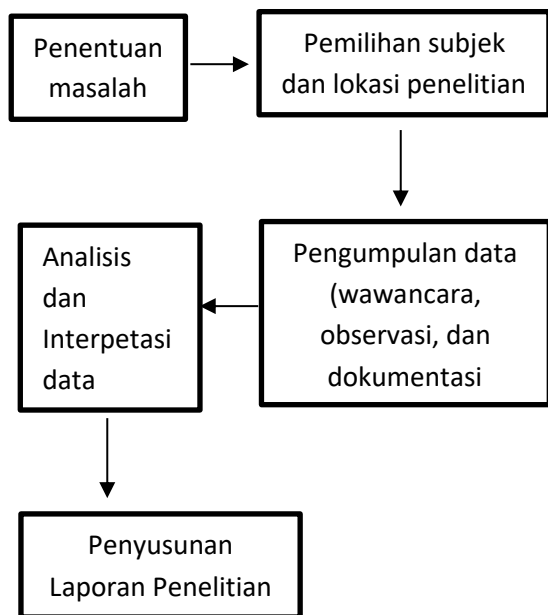 Penentuan
masalah
Pemilihan subjek
dan lokasi penelitian
Pengumpulan data
(wawancara,
observasi, dan
dokumentasi
Analisis
dan
Interpetasi
data
Penyusunan
Laporan Penelitian